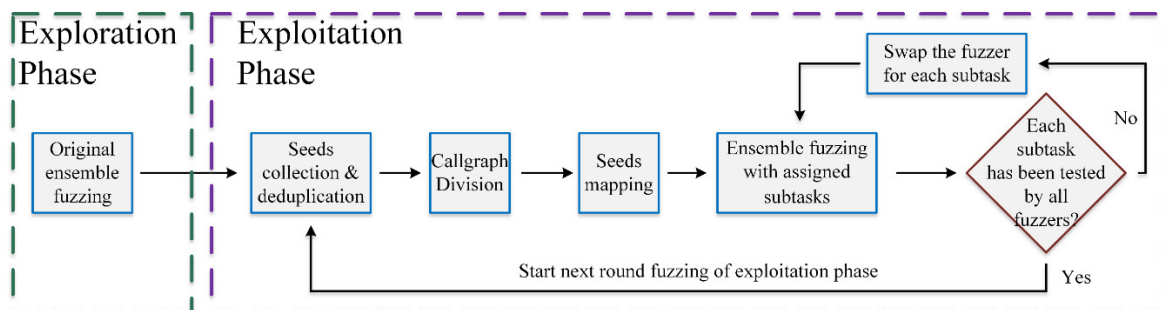 Exploration
Phase
Exploitation
Phase
Swap the fuzzer
for each subtask
No
Original
ensemble
fuzzing
Seeds
collection &
deduplication
Callgraph
Division
Seeds
mapping
Ensemble fuzzing
with assigned
subtasks
Each
subtask
has been tested
by all
fuzzers?
Start next round fuzzing of exploitation phase
Yes